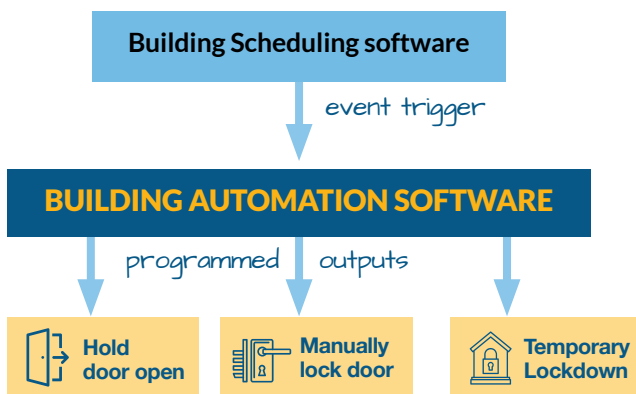 Building Scheduling software
event trigger
BUILDING AUTOMATION SOFTWARE
programmed outputs
Hold
door open
Manually
lock door
Temporary
Lockdown